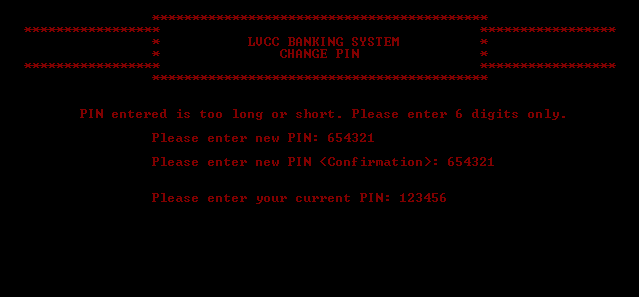 ******************************************
***************** *****************
* LUCC BANKING SYSTEM *
* CHANGE PIN *
***************** *****************
******************************************
PIN entered is too long or short. Please enter 6 digits only.
Please enter new PIN: 654321
Please enter new PIN <Confirmation>: 654321
Please enter your current PIN: 123456